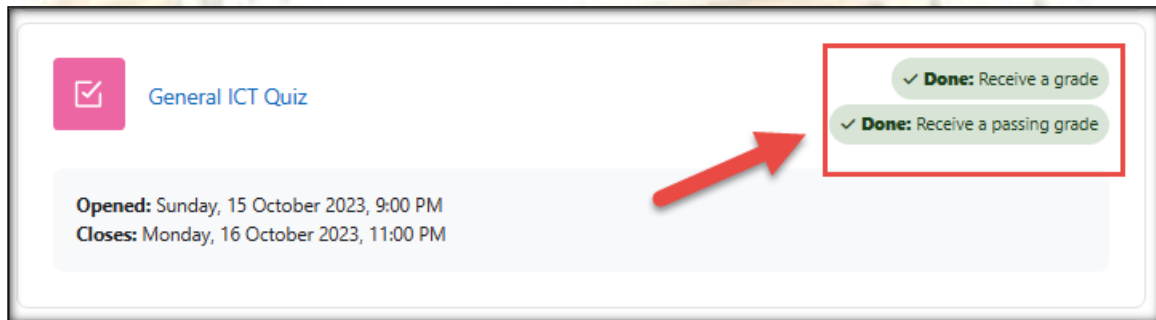 General ICT Quiz
Done: Receive a grade
Done: Receive a passing grade
Opened: Sunday, 15 October 2023, 9:00 PM
Closes: Monday, 16 October 2023, 11:00 PM